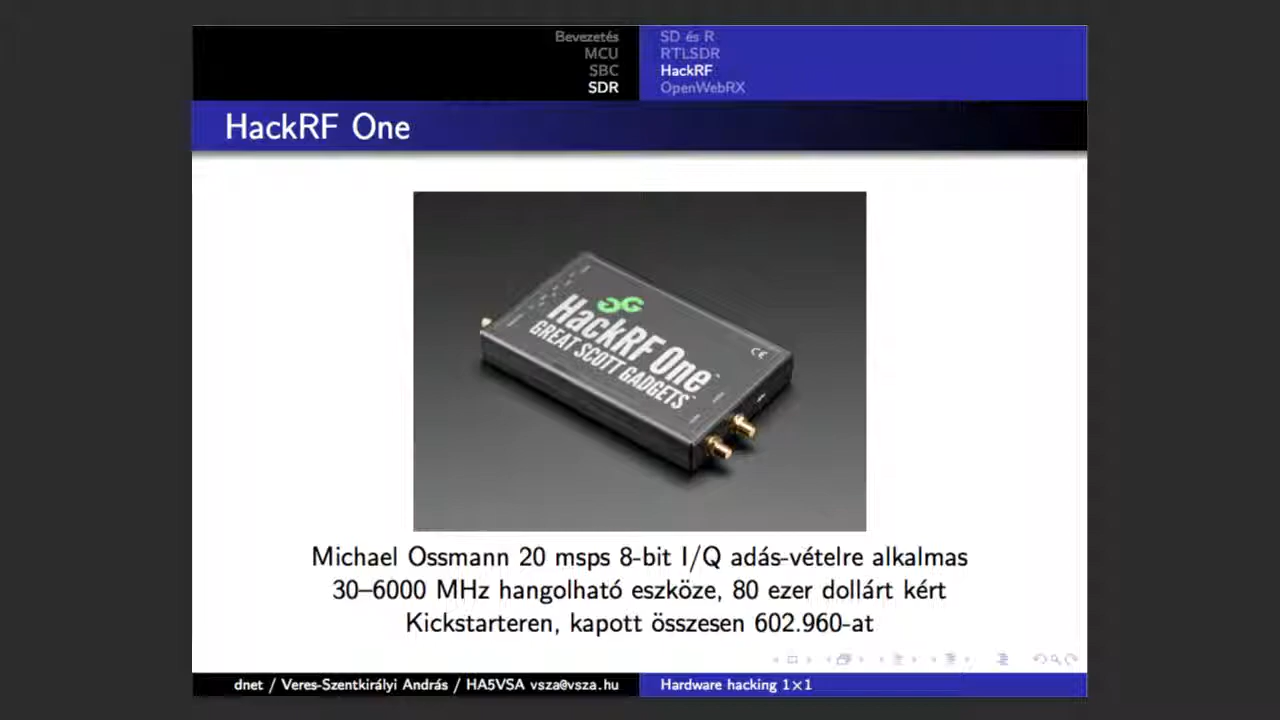 Bevezetés
MCU
SBC
SDR
SD és R
RTLSDR
HackRF
OpenWebRX
HackRF One
HackRF One
GREAT SCOTT GADGETS
CE
Michael Ossmann 20 msps 8-bit I/Q adás-vételre alkalmas
30–6000 MHz hangolható eszköze, 80 ezer dollárt kért
Kickstarteren, kapott összesen 602.960-at
dnet / Veres-Szentkirályi András / HA5VSA vsza@vsza.hu
Hardware hacking 1×1